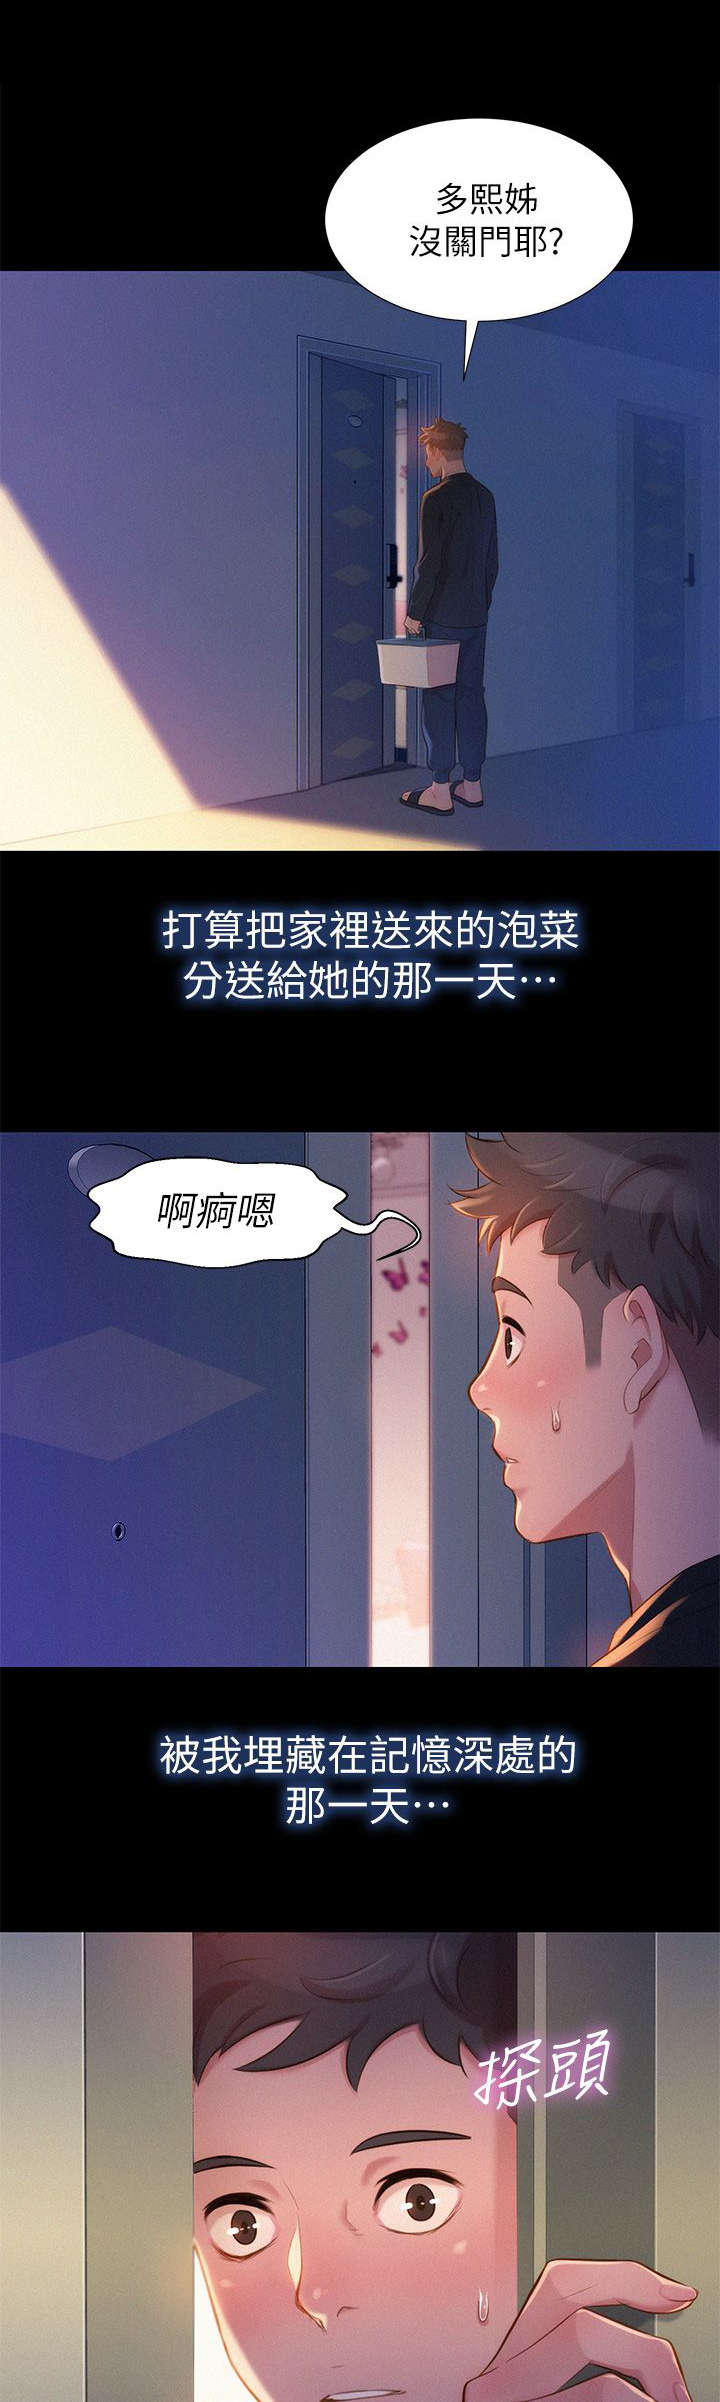 多熙姊
沒關門耶?
打算把家裡送來的泡菜
分送給她的那一天⋯
啊痾嗯
被我埋藏在記憶深處的
那一天⋯
探頭